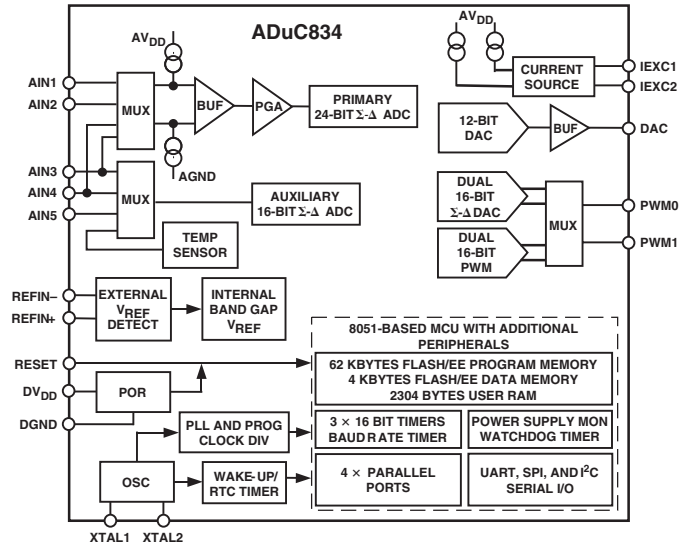 ADuC834
AVDD
AIN1
AIN2
MUX
BUF
PGA
PRIMARY
24-BIT Σ-Δ ADC
AGND
AIN3
AIN4
AIN5
MUX
AUXILIARY
16-BIT Σ-Δ ADC
TEMP
SENSOR
AVDD
CURRENT
SOURCE
IEXC1
IEXC2
12-BIT
DAC
BUF
DAC
DUAL
16-BIT
Σ-Δ DAC
DUAL
16-BIT
PWM
MUX
PWM0
PWM1
REFIN–
REFIN+
EXTERNAL
VREF
DETECT
INTERNAL
BAND GAP
VREF
RESET
DVDD
DGND
POR
PLL AND PROG
CLOCK DIV
OSC
WAKE-UP/
RTC TIMER
XTAL1
XTAL2
8051-BASED MCU WITH ADDITIONAL
PERIPHERALS
62 KBYTES FLASH/EE PROGRAM MEMORY
4 KBYTES FLASH/EE DATA MEMORY
2304 BYTES USER RAM
3 × 16 BIT TIMERS
BAUD RATE TIMER
POWER SUPPLY MON
WATCHDOG TIMER
4 × PARALLEL
PORTS
UART, SPI, AND I²C
SERIAL I/O